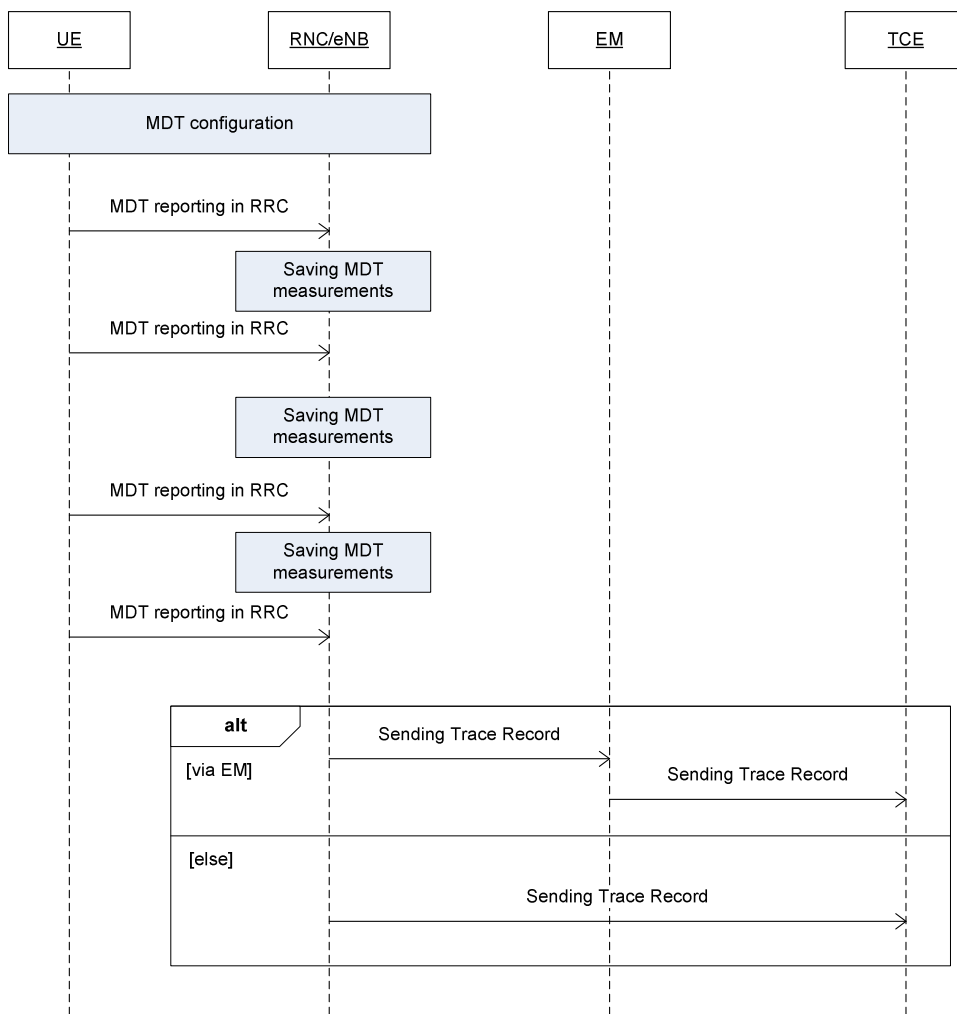 UE
RNC/eNB
EM
TCE
MDT configuration
MDT reporting in RRC
Saving MDT
measurements
MDT reporting in RRC
Saving MDT
measurements
MDT reporting in RRC
Saving MDT
measurements
MDT reporting in RRC
alt
Sending Trace Record
[via EM]
Sending Trace Record
[else]
Sending Trace Record